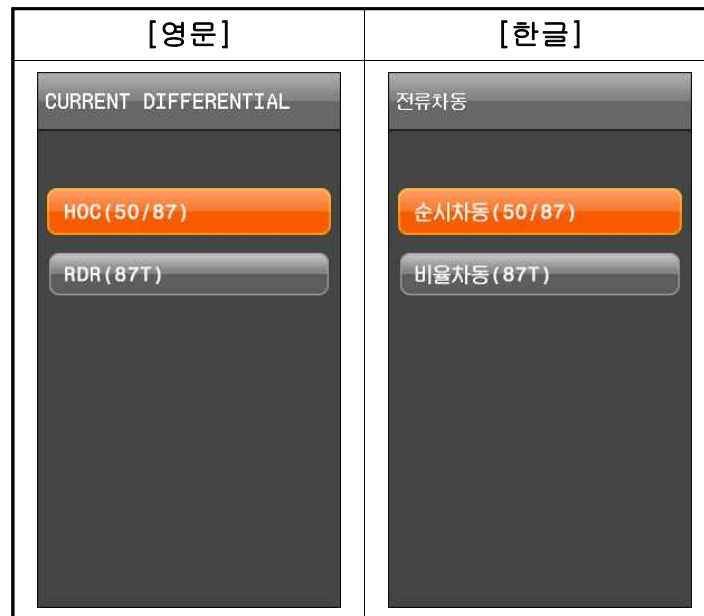 [영문]
[한글]
CURRENT DIFFERENTIAL
HOC(50/87)
RDR(87T)
전류차동
순시차동(50/87)
비율차동(87T)